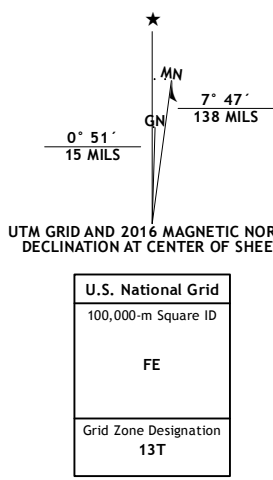 ★
MN
GN
7° 47´
138 MILS
0° 51´
15 MILS
UTM GRID AND 2016 MAGNETIC NOR
DECLINATION AT CENTER OF SHEE
U.S. National Grid
100,000-m Square ID
FE
Grid Zone Designation
13T